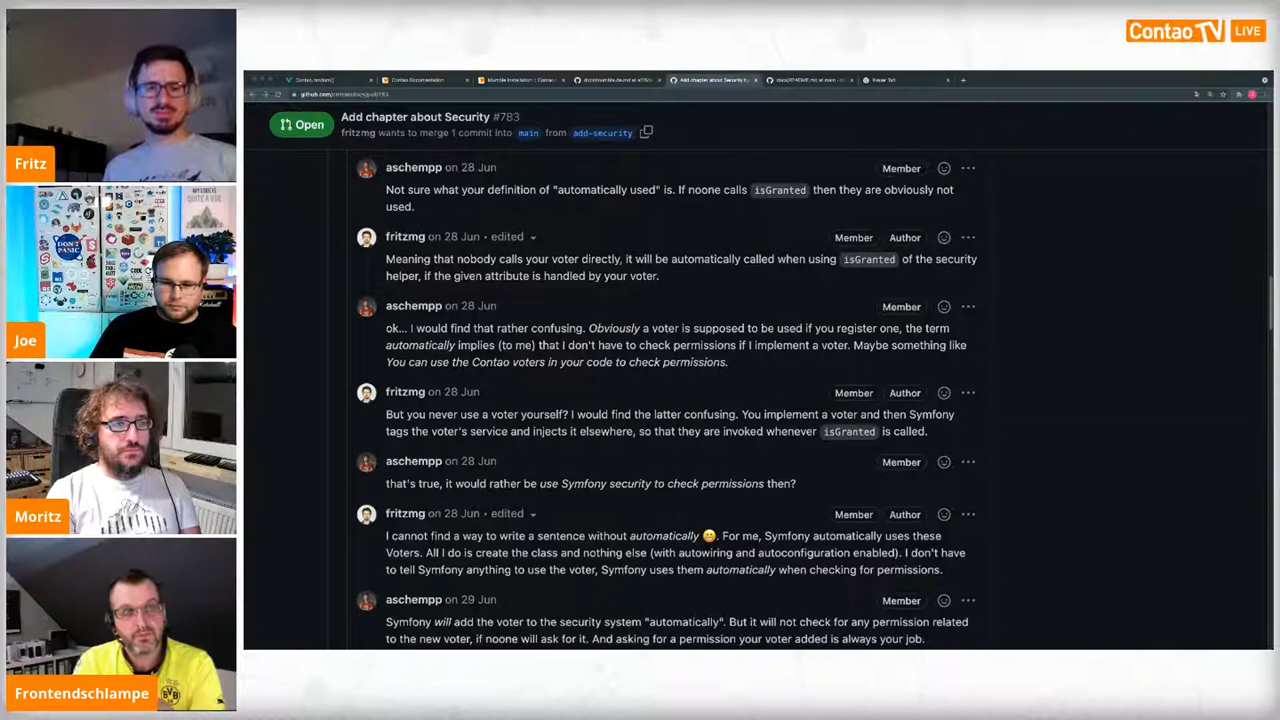 Contao TV LIVE
Contao.random()
Contao Documentation
Mumble Installation :: Contao
Add chapter about Security
Open
Add chapter about Security #783
fritzmg wants to merge 1 commit into main from add-security
aschempp on 28 Jun Member
Not sure what your definition of "automatically used" is. If noone calls isGranted then they are obviously not
used.
fritzmg on 28 Jun • edited Member Author
Meaning that nobody calls your voter directly, it will be automatically called when using isGranted of the security
helper, if the given attribute is handled by your voter.
aschempp on 28 Jun Member
ok... I would find that rather confusing. Obviously a voter is supposed to be used if you register one, the term
automatically implies (to me) that I don't have to check permissions if I implement a voter. Maybe something like
You can use the Contao voters in your code to check permissions.
fritzmg on 28 Jun Member Author
But you never use a voter yourself? I would find the latter confusing. You implement a voter and then Symfony
tags the voter's service and injects it elsewhere, so that they are invoked whenever isGranted is called.
aschempp on 28 Jun Member
that's true, it would rather be use Symfony security to check permissions then?
fritzmg on 28 Jun • edited Member Author
I cannot find a way to write a sentence without automatically 😄. For me, Symfony automatically uses these
Voters. All I do is create the class and nothing else (with autowiring and autoconfiguration enabled). I don't have
to tell Symfony anything to use the voter, Symfony uses them automatically when checking for permissions.
aschempp on 29 Jun Member
Symfony will add the voter to the security system "automatically". But it will not check for any permission related
to the new voter, if noone will ask for it. And asking for a permission your voter added is always your job.
Fritz
DON'T
PANIC
Joe
Moritz
BVB
09
Frontendschlampe